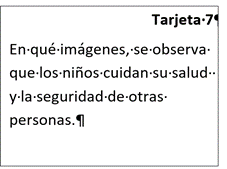 Tarjeta 7¶
En qué imágenes, se observa
que los niños cuidan su salud
y la seguridad de otras
personas.¶